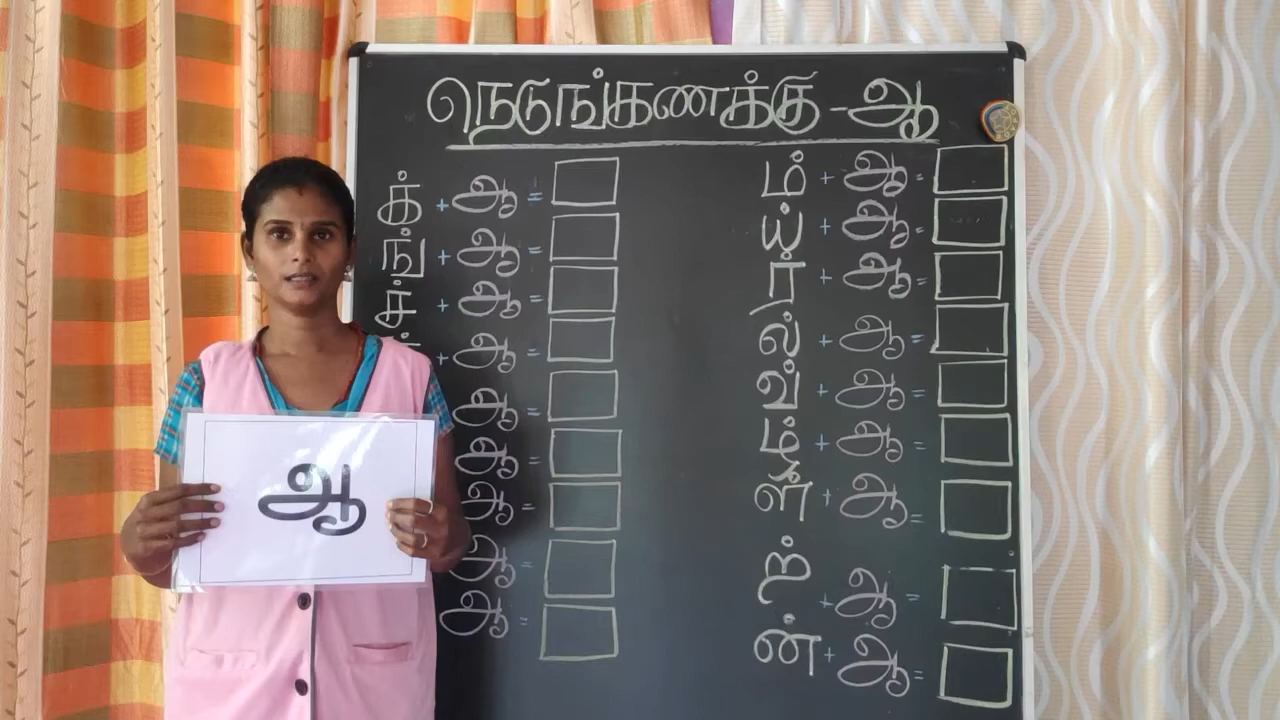 நெடுங்கணக்கு - ஆ
க் + ஆ =
ங் + ஆ =
ச் + ஆ =
+ ஆ =
ஆ =
ஆ =
ஆ =
ஆ =
ஆ =
ம் + ஆ =
ய் + ஆ =
ர் + ஆ =
ல் + ஆ =
வ் + ஆ =
ழ் + ஆ =
ள் + ஆ =
ற் + ஆ =
ன் + ஆ =
ஆ